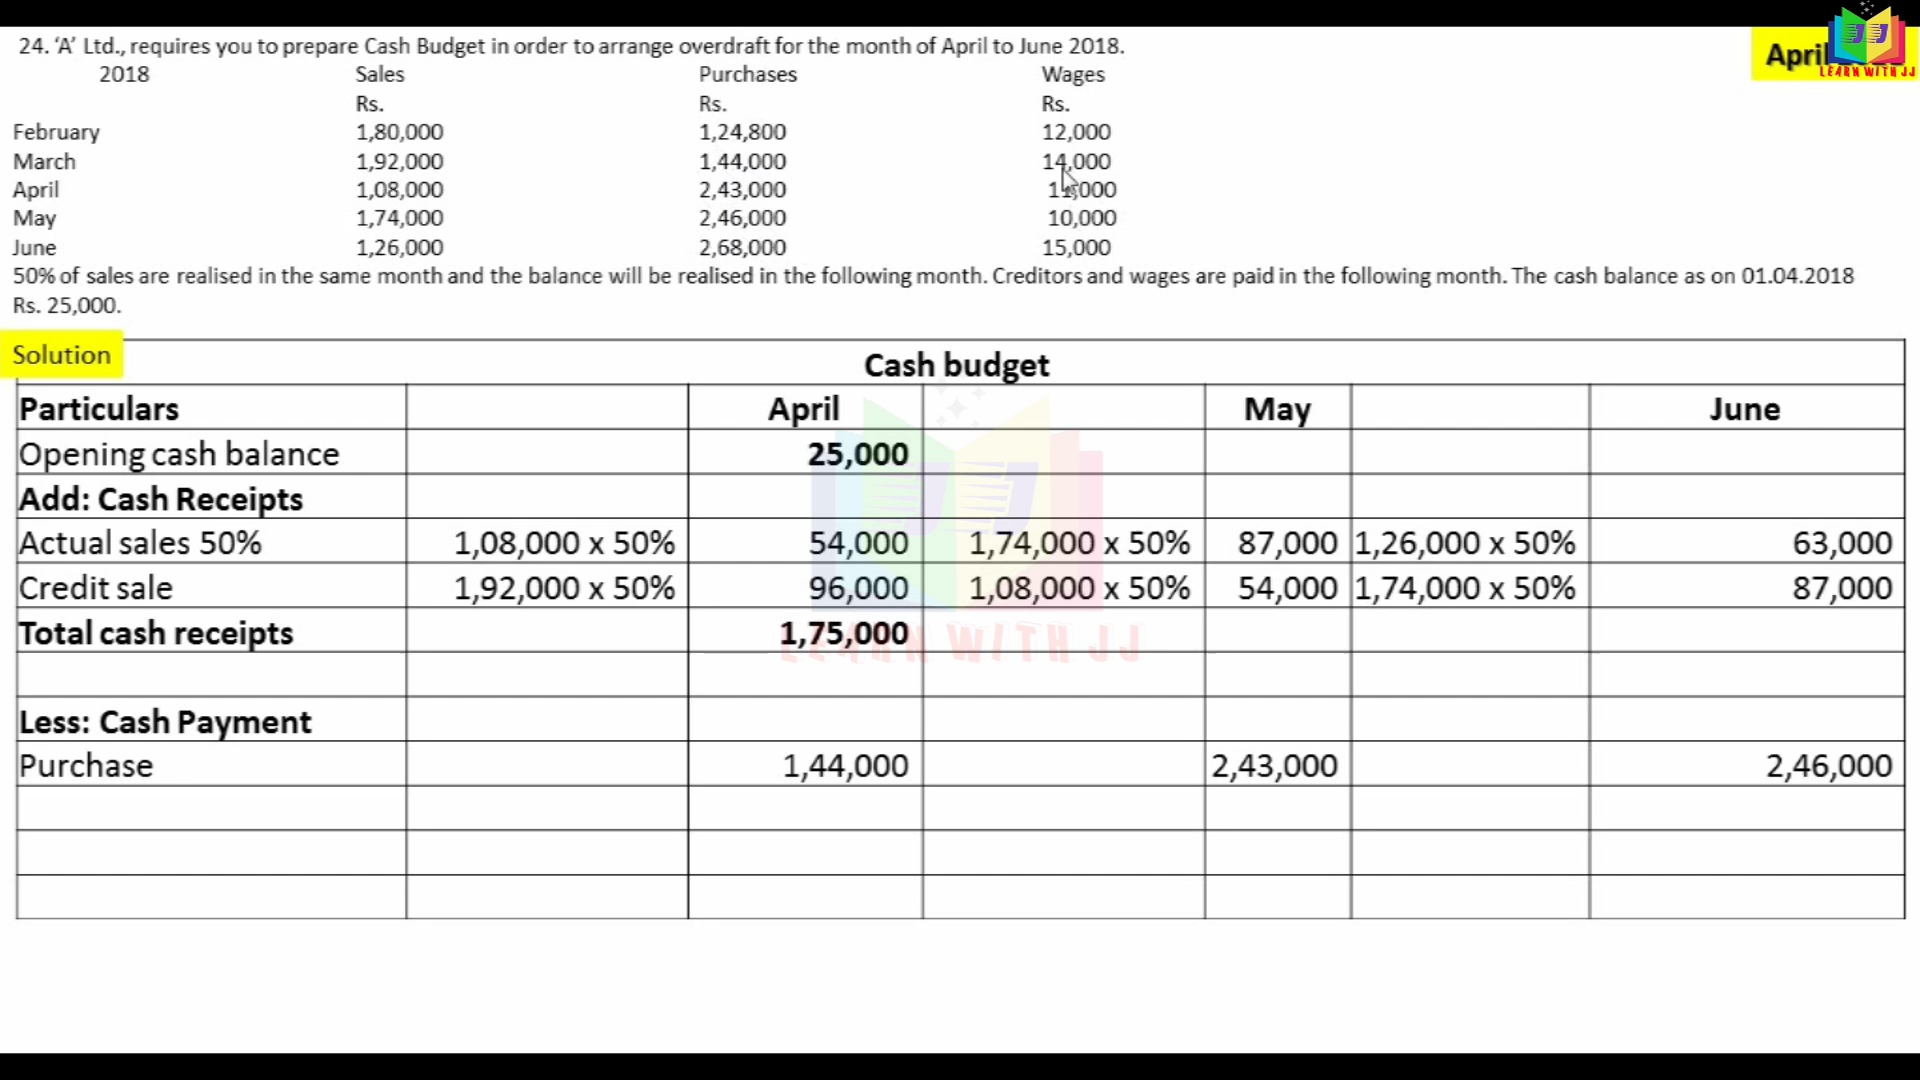 24. ‘A’ Ltd., requires you to prepare Cash Budget in order to arrange overdraft for the month of April to June 2018.
April
LEARN WITH JJ
2018 Sales Purchases Wages
Rs. Rs. Rs.
February 1,80,000 1,24,800 12,000
March 1,92,000 1,44,000 14,000
April 1,08,000 2,43,000
May 1,74,000 2,46,000 10,000
June 1,26,000 2,68,000 15,000
50% of sales are realised in the same month and the balance will be realised in the following month. Creditors and wages are paid in the following month. The cash balance as on 01.04.2018
Rs. 25,000.
Solution
Cash budget
Particulars April May June
Opening cash balance 25,000
Add: Cash Receipts
Actual sales 50% 1,08,000 x 50% 54,000 1,74,000 x 50% 87,000 1,26,000 x 50% 63,000
Credit sale 1,92,000 x 50% 96,000 1,08,000 x 50% 54,000 1,74,000 x 50% 87,000
Total cash receipts 1,75,000
LEARN WITH JJ
Less: Cash Payment
Purchase 1,44,000 2,43,000 2,46,000